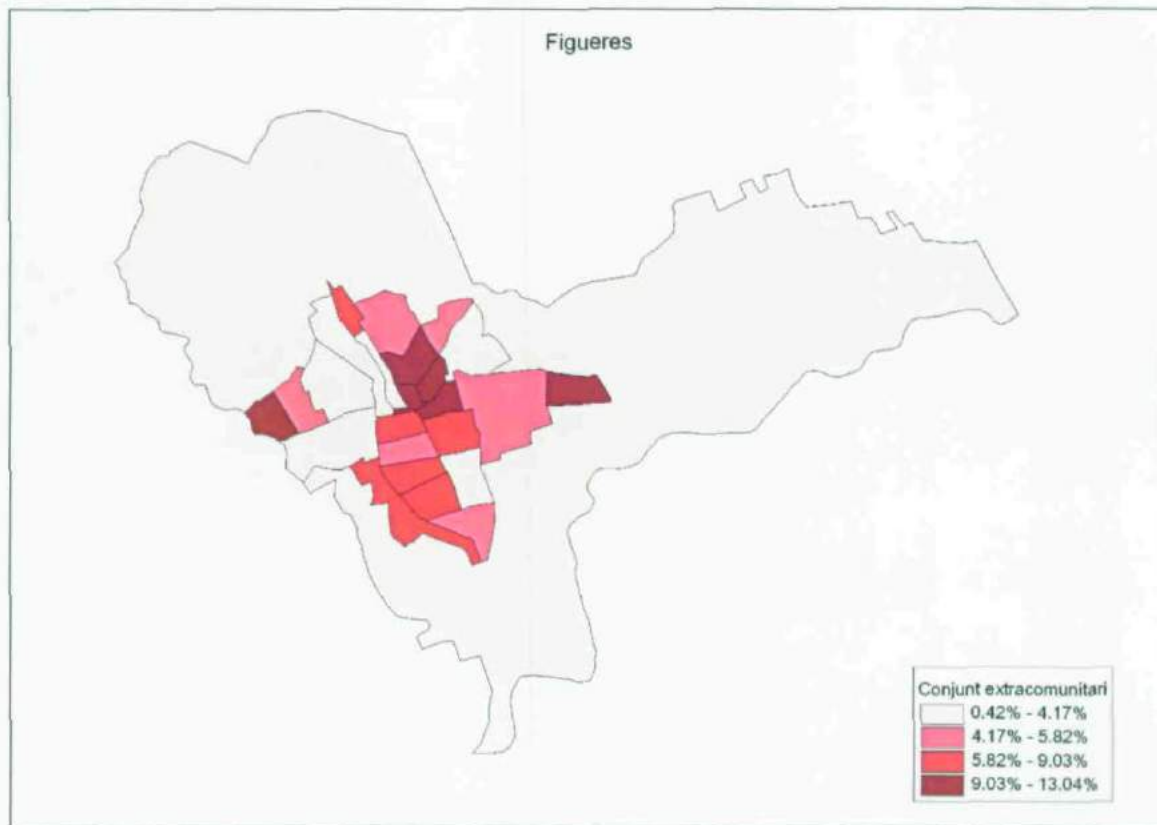 Figueres
Conjunt extracomunitari
0.42% - 4.17%
4.17% - 5.82%
5.82% - 9.03%
9.03% - 13.04%